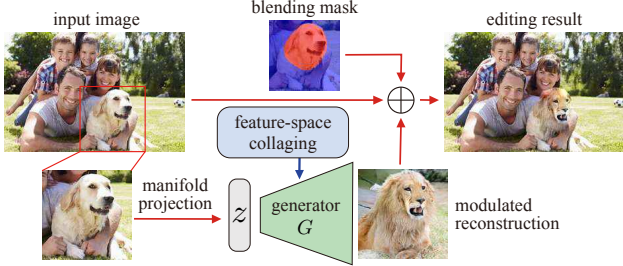 input image
blending mask
editing result
feature-space
collaging
manifold
projection
z
generator
G
modulated
reconstruction